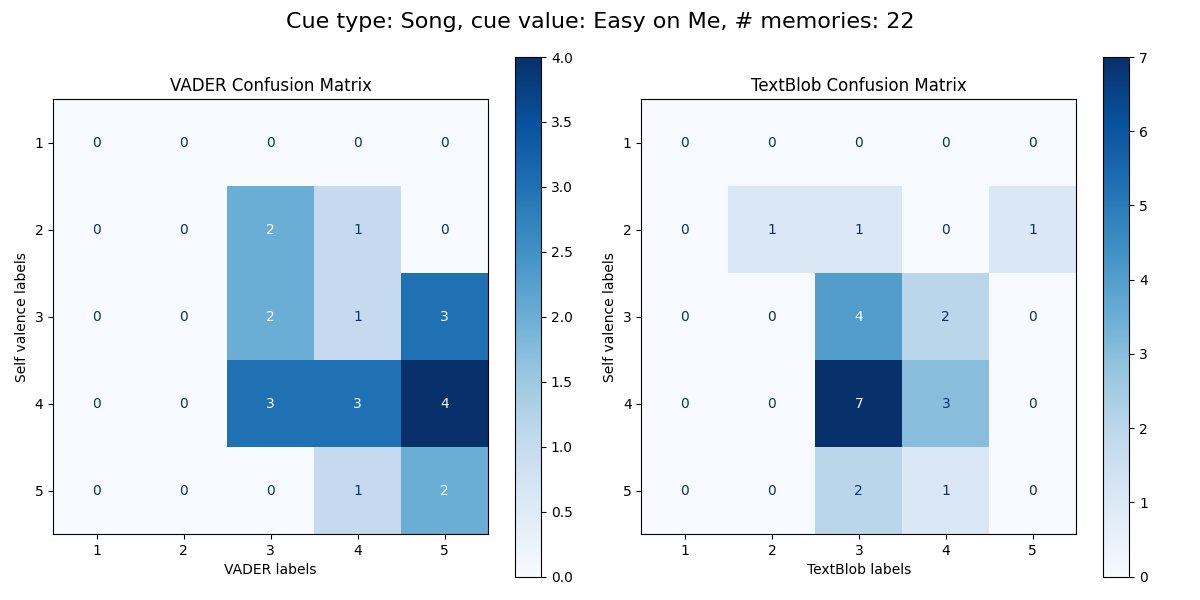 Cue type: Song, cue value: Easy on Me, # memories: 22
VADER Confusion Matrix
Self valence labels
1 0 0 0 0 0
2 0 0 2 1 0
3 0 0 2 1 3
4 0 0 3 3 4
5 0 0 0 1 2
1 2 3 4 5
VADER labels
4.0
3.5
3.0
2.5
2.0
1.5
1.0
0.5
0.0
TextBlob Confusion Matrix
Self valence labels
1 0 0 0 0 0
2 0 1 1 0 1
3 0 0 4 2 0
4 0 0 7 3 0
5 0 0 2 1 0
1 2 3 4 5
TextBlob labels
7
6
5
4
3
2
1
0